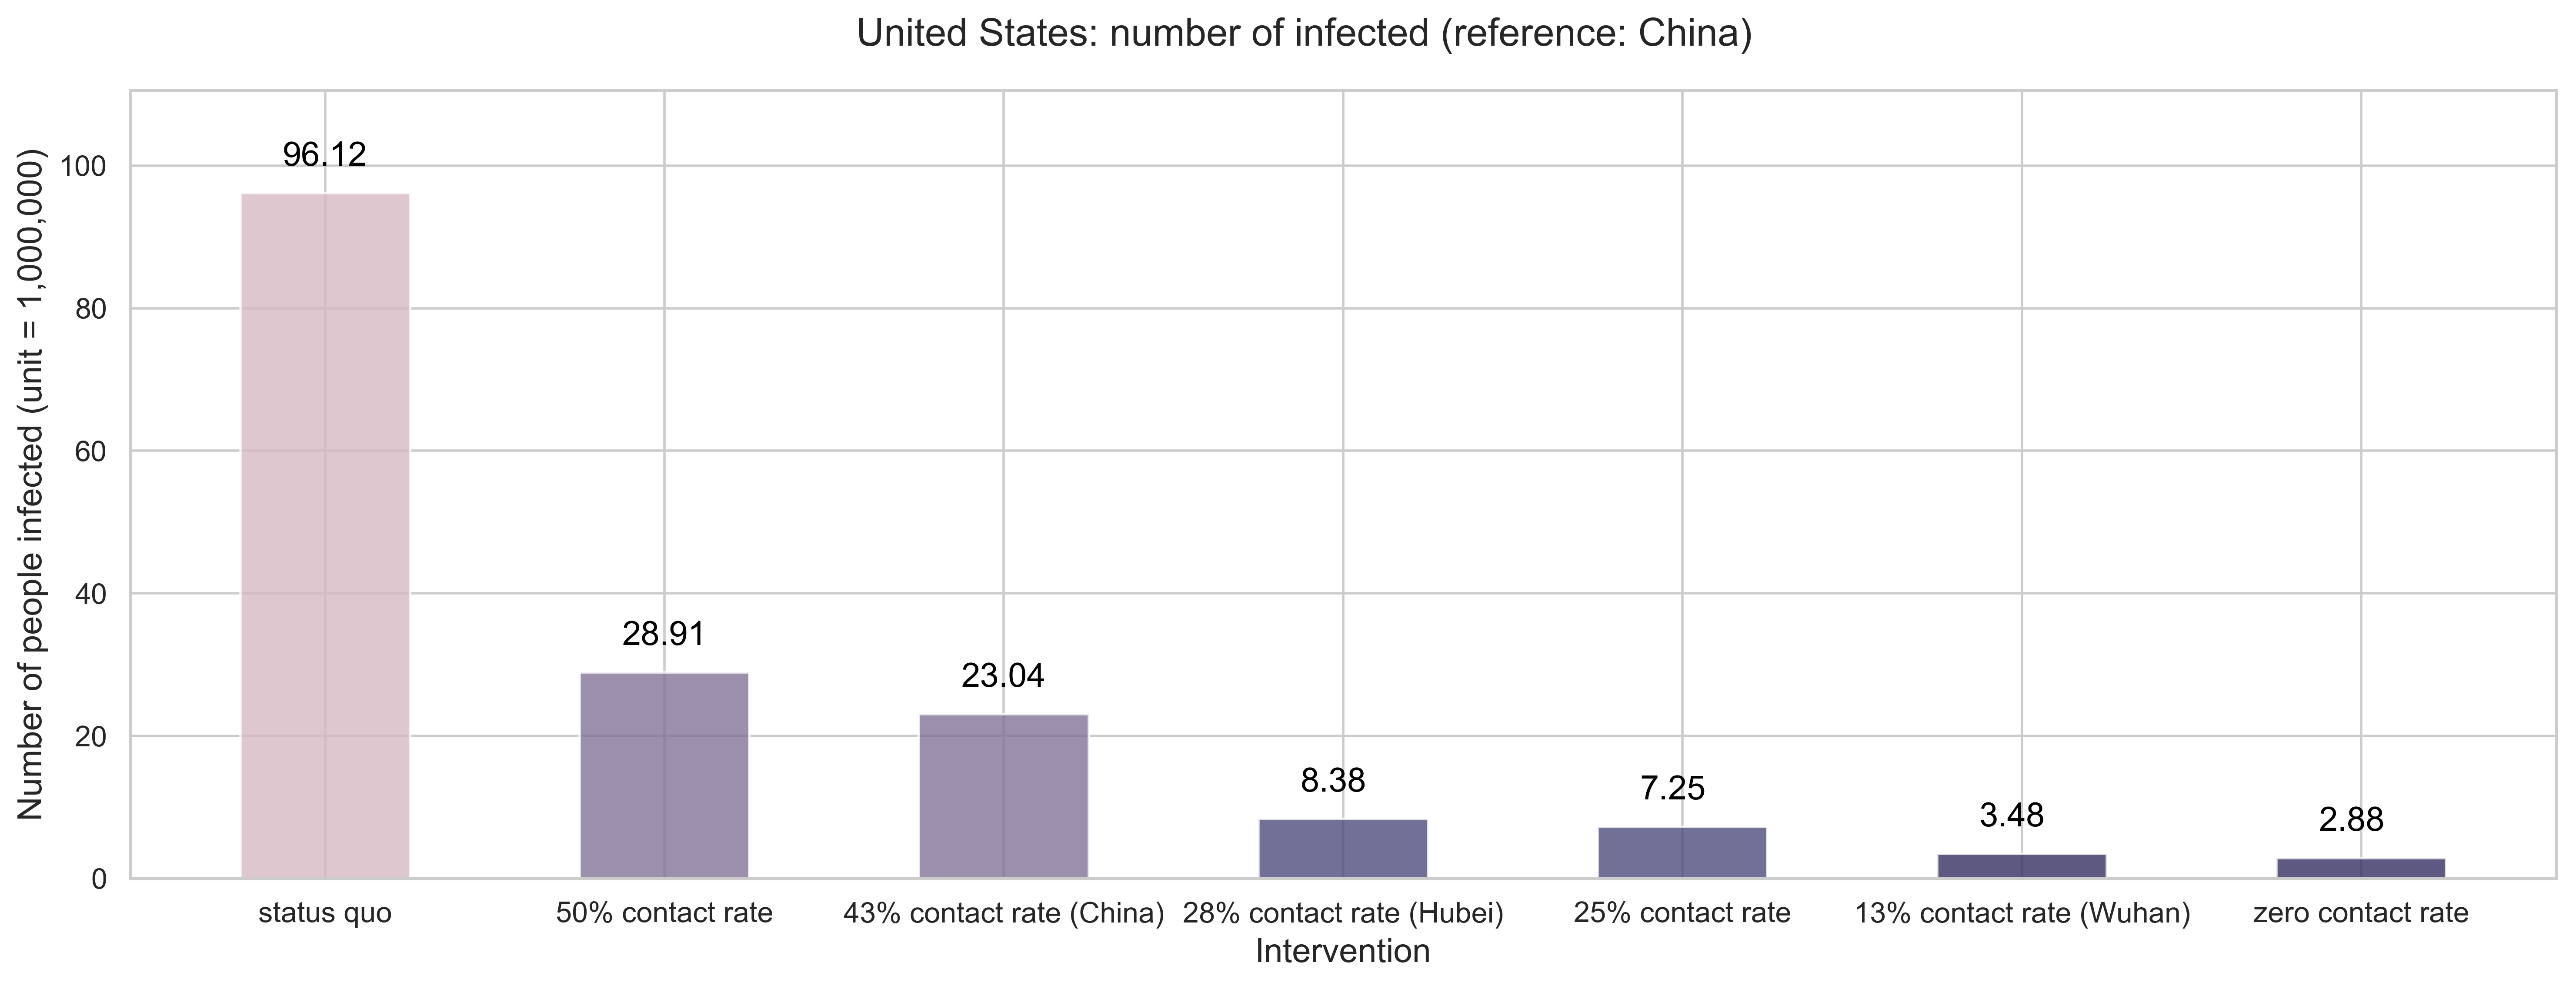 United States: number of infected (reference: China)
Number of people infected (unit = 1,000,000)
100
80
60
40
20
0
96.12
28.91
23.04
8.38
7.25
3.48
2.88
status quo
50% contact rate
43% contact rate (China)
28% contact rate (Hubei)
25% contact rate
13% contact rate (Wuhan)
zero contact rate
Intervention